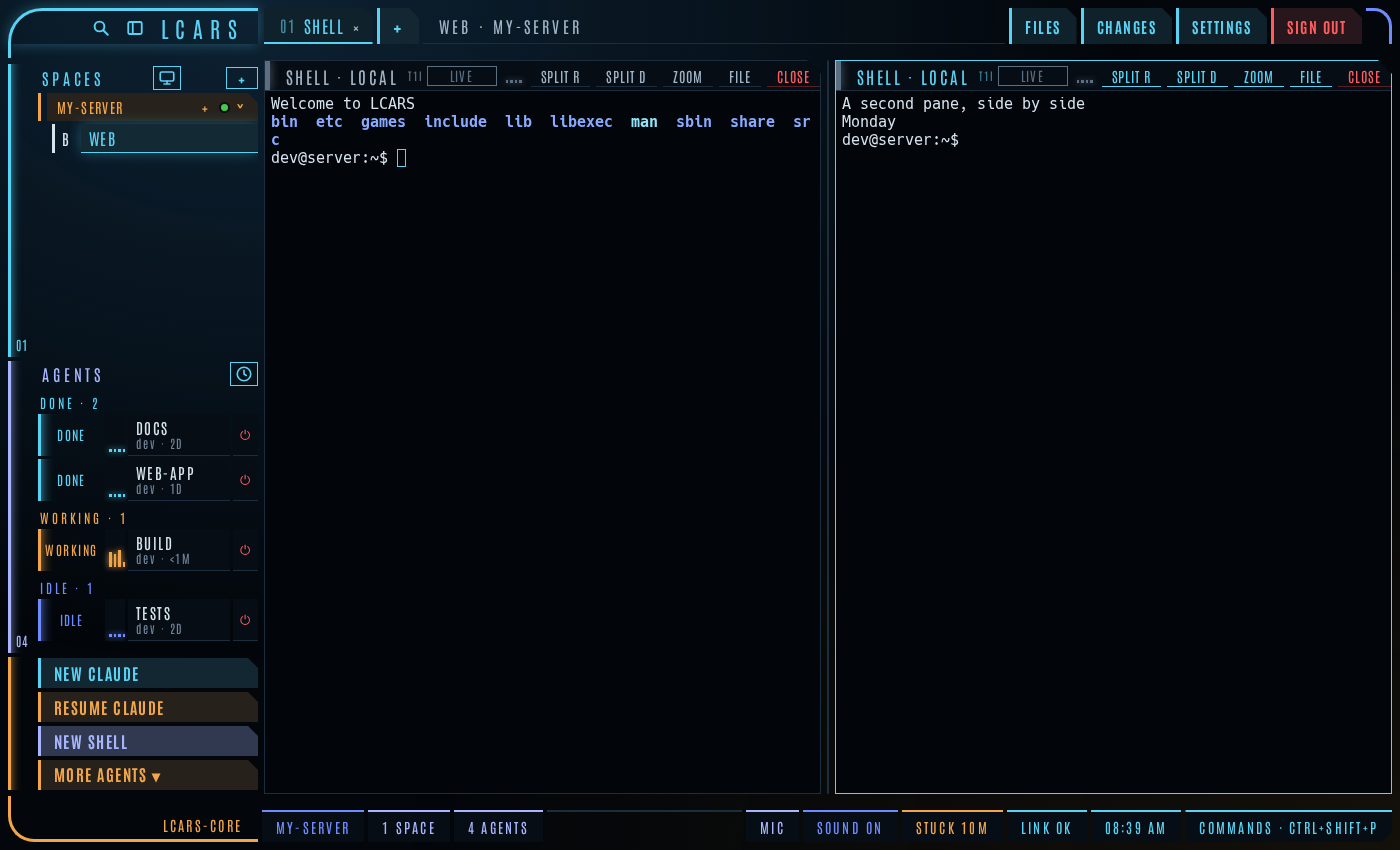 LCARS
01 SHELL ×
+
WEB · MY-SERVER
FILES
CHANGES
SETTINGS
SIGN OUT
SPACES
+
MY-SERVER +
B WEB
01
AGENTS
DONE · 2
DONE
DOCS
dev · 2D
DONE
WEB-APP
dev · 1D
WORKING · 1
WORKING
BUILD
dev · <1M
IDLE · 1
IDLE
TESTS
dev · 2D
04
NEW CLAUDE
RESUME CLAUDE
NEW SHELL
MORE AGENTS ▾
LCARS-CORE
SHELL · LOCAL T11 LIVE SPLIT R SPLIT D ZOOM FILE CLOSE
Welcome to LCARS
bin etc games include lib libexec man sbin share sr
c
dev@server:~$
SHELL · LOCAL T11 LIVE SPLIT R SPLIT D ZOOM FILE CLOSE
A second pane, side by side
Monday
dev@server:~$
MY-SERVER
1 SPACE
4 AGENTS
MIC
SOUND ON
STUCK 10M
LINK OK
08:39 AM
COMMANDS · CTRL+SHIFT+P